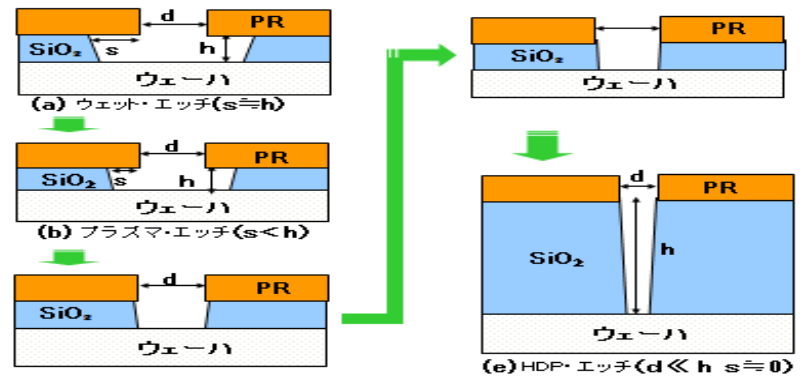 d
PR
SiO₂
s
h
ウェーハ
(a) ウェット・エッチ(s≒h)
d
PR
SiO₂
s
h
ウェーハ
(b) プラズマ・エッチ(s<h)
d
PR
SiO₂
ウェーハ
PR
SiO₂
ウェーハ
d
PR
SiO₂
h
ウェーハ
(e) HDP・エッチ(d≪h s≒0)